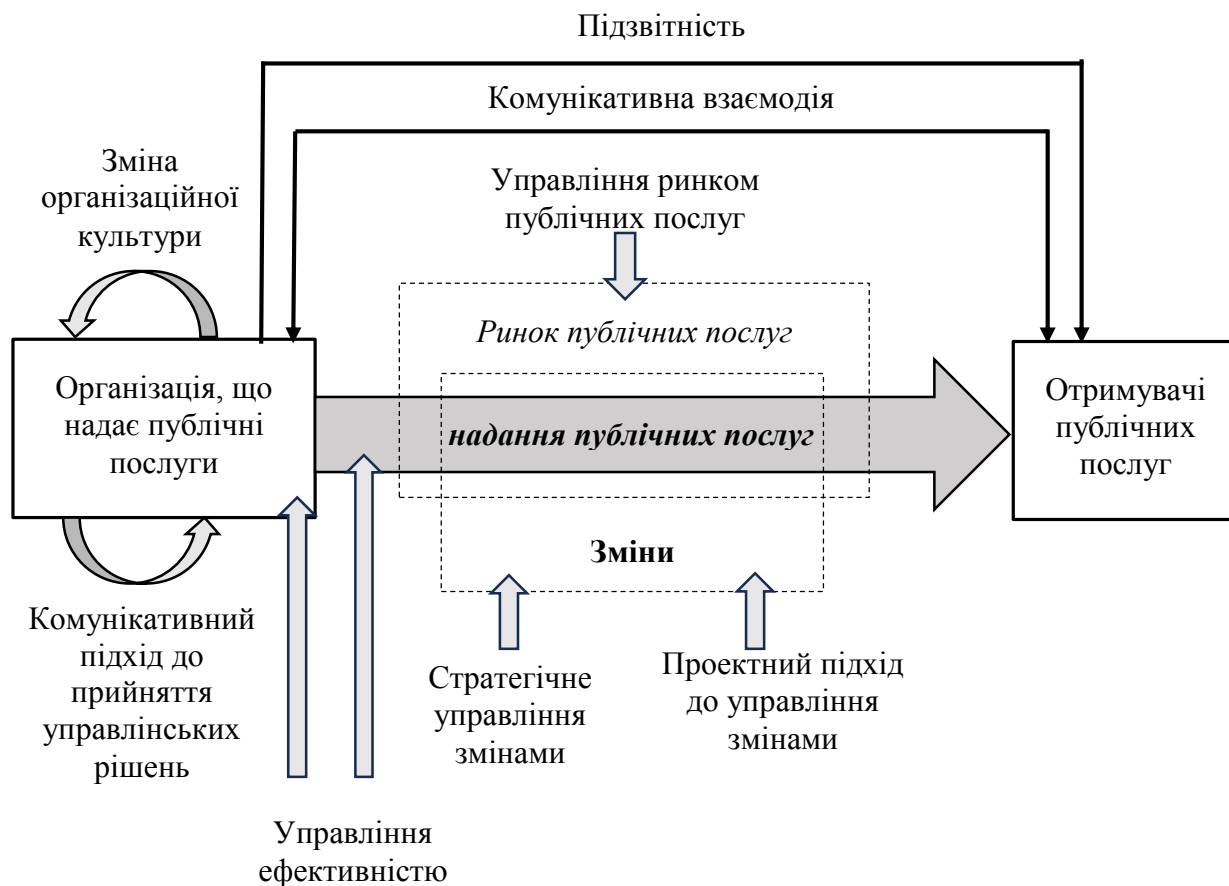 Підзвітність
Комунікативна взаємодія
Зміна
організаційної
культури
Управління ринком
публічних послуг
Ринок публічних послуг
Організація, що
надає публічні
послуги
надання публічних послуг
Отримувачі
публічних
послуг
Зміни
Комунікативний
підхід до
прийняття
управлінських
рішень
Стратегічне
управління
змінами
Проектний підхід
до управління
змінами
Управління
ефективністю